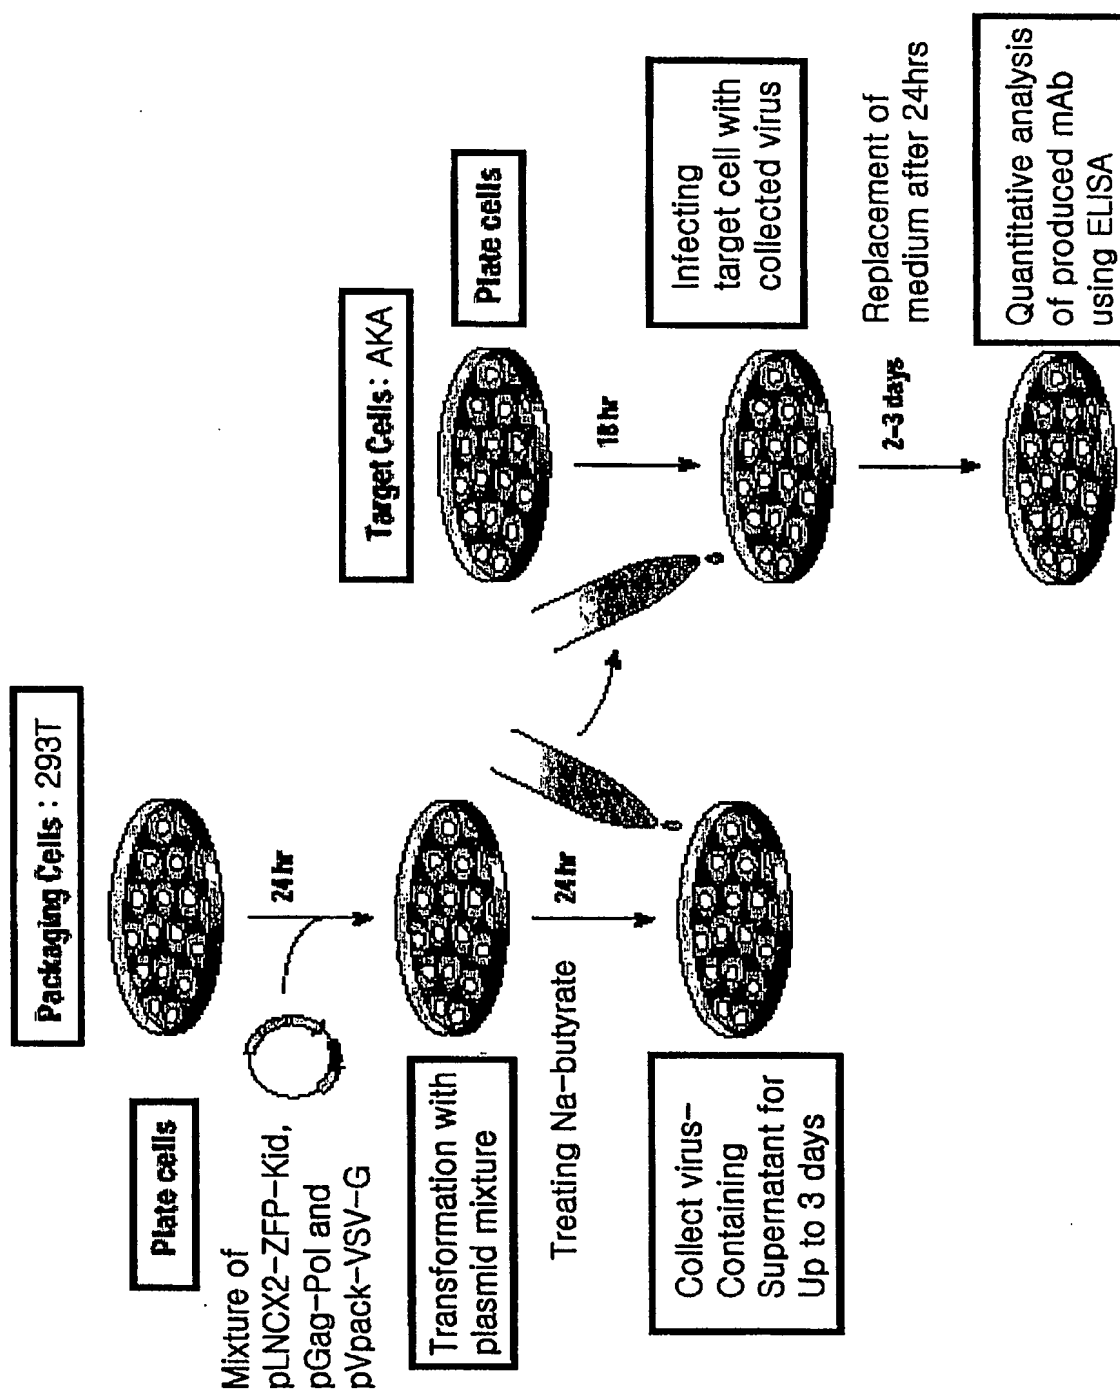 Packaging Cells : 293T
Plate cells
Mixture of
pLNCX2-ZFP-Kid,
pGag-Pol and
pVpack-VSV-G
24 hr
Transformation with
plasmid mixture
Treating Na-butyrate
24 hr
Collect virus-
Containing
Supernatant for
Up to 3 days
Target Cells: AKA
Plate cells
18 hr
Infecting
target cell with
collected virus
2-3 days
Replacement of
medium after 24hrs
Quantitative analysis
of produced mAb
using ELISA